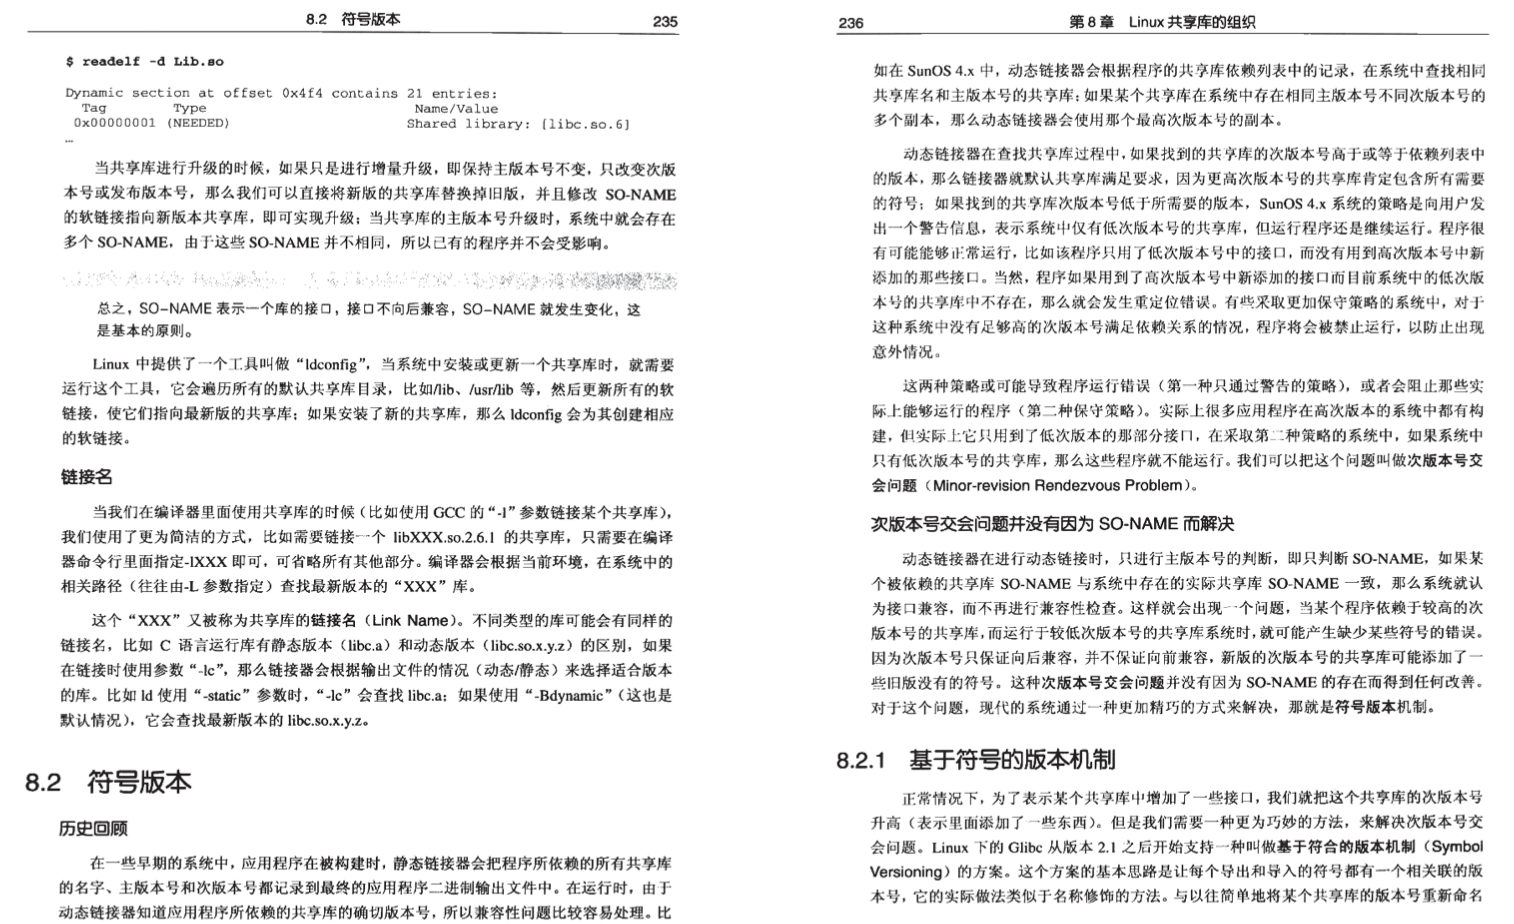 8.2 符号版本 235
$ readelf -d Lib.so
Dynamic section at offset 0x4f4 contains 21 entries:
Tag Type Name/Value
0x00000001 (NEEDED) Shared library: [libc.so.6]
…
当共享库进行升级的时候，如果只是进行增量升级，即保持主版本号不变，只改变次版
本号或发布版本号，那么我们可以直接将新版的共享库替换掉旧版，并且修改 SO-NAME
的软链接指向新版本共享库，即可实现升级；当共享库的主版本号升级时，系统中就会存在
多个 SO-NAME，由于这些 SO-NAME 并不相同，所以已有的程序并不会受影响。
总之，SO-NAME 表示一个库的接口，接口不向后兼容，SO-NAME 就发生变化，这
是基本的原则。
Linux 中提供了一个工具叫做“ldconfig”，当系统中安装或更新一个共享库时，就需要
运行这个工具，它会遍历所有的默认共享库目录，比如/lib、/usr/lib 等，然后更新所有的软
链接，使它们指向最新版的共享库；如果安装了新的共享库，那么 ldconfig 会为其创建相应
的软链接。
链接名
当我们在编译器里面使用共享库的时候（比如使用 GCC 的“-l”参数链接某个共享库），
我们使用了更为简洁的方式，比如需要链接一个 libXXX.so.2.6.1 的共享库，只需要在编译
器命令行里面指定-lXXX 即可，可省略所有其他部分。编译器会根据当前环境，在系统中的
相关路径（往往由-L 参数指定）查找最新版本的“XXX”库。
这个“XXX”又被称为共享库的链接名（Link Name）。不同类型的库可能会有同样的
链接名，比如 C 语言运行库有静态版本（libc.a）和动态版本（libc.so.x.y.z）的区别，如果
在链接时使用参数“-lc”，那么链接器会根据输出文件的情况（动态/静态）来选择适合版本
的库。比如 ld 使用“-static”参数时，“-lc”会查找 libc.a；如果使用“-Bdynamic”（这也是
默认情况），它会查找最新版本的 libc.so.x.y.z。
8.2 符号版本
历史回顾
在一些早期的系统中，应用程序在被构建时，静态链接器会把程序所依赖的所有共享库
的名字、主版本号和次版本号都记录到最终的应用程序二进制输出文件中。在运行时，由于
动态链接器知道应用程序所依赖的共享库的确切版本号，所以兼容性问题比较容易处理。比
236 第 8 章 Linux 共享库的组织
如在 SunOS 4.x 中，动态链接器会根据程序的共享库依赖列表中的记录，在系统中查找相同
共享库名和主版本号的共享库；如果某个共享库在系统中存在相同主版本号不同次版本号的
多个副本，那么动态链接器会使用那个最高次版本号的副本。
动态链接器在查找共享库过程中，如果找到的共享库的次版本号高于或等于依赖列表中
的版本，那么链接器就默认共享库满足要求，因为更高次版本号的共享库肯定包含所有需要
的符号；如果找到的共享库次版本号低于所需要的版本，SunOS 4.x 系统的策略是向用户发
出一个警告信息，表示系统中仅有低次版本号的共享库，但运行程序还是继续运行。程序很
有可能能够正常运行，比如该程序只用了低次版本号中的接口，而没有用到高次版本号中新
添加的那些接口。当然，程序如果用到了高次版本号中新添加的接口而目前系统中的低次版
本号的共享库中不存在，那么就会发生重定位错误。有些采取更加保守策略的系统中，对于
这种系统中没有足够高的次版本号满足依赖关系的情况，程序将会被禁止运行，以防止出现
意外情况。
这两种策略或可能导致程序运行错误（第一种只通过警告的策略），或者会阻止那些实
际上能够运行的程序（第二种保守策略）。实际上很多应用程序在高次版本的系统中都有构
建，但实际上它只用到了低次版本的那部分接口，在采取第二种策略的系统中，如果系统中
只有低次版本号的共享库，那么这些程序就不能运行。我们可以把这个问题叫做次版本号交
会问题（Minor-revision Rendezvous Problem）。
次版本号交会问题并没有因为 SO-NAME 而解决
动态链接器在进行动态链接时，只进行主版本号的判断，即只判断 SO-NAME，如果某
个被依赖的共享库 SO-NAME 与系统中存在的实际共享库 SO-NAME 一致，那么系统就认
为接口兼容，而不再进行兼容性检查。这样就会出现一个问题，当某个程序依赖于较高的次
版本号的共享库，而运行于较低次版本号的共享库系统时，就可能产生缺少某些符号的错误。
因为次版本号只保证向后兼容，并不保证向前兼容，新版的次版本号的共享库可能添加了一
些旧版没有的符号。这种次版本号交会问题并没有因为 SO-NAME 的存在而得到任何改善。
对于这个问题，现代的系统通过一种更加精巧的方式来解决，那就是符号版本机制。
8.2.1 基于符号的版本机制
正常情况下，为了表示某个共享库中增加了一些接口，我们就把这个共享库的次版本号
升高（表示里面添加了一些东西）。但是我们需要一种更为巧妙的方法，来解决次版本号交
会问题。Linux 下的 Glibc 从版本 2.1 之后开始支持一种叫做基于符合的版本机制（Symbol
Versioning）的方案。这个方案的基本思路是让每个导出和导入的符号都有一个相关联的版
本号，它的实际做法类似于名称修饰的方法。与以往简单地将某个共享库的版本号重新命名